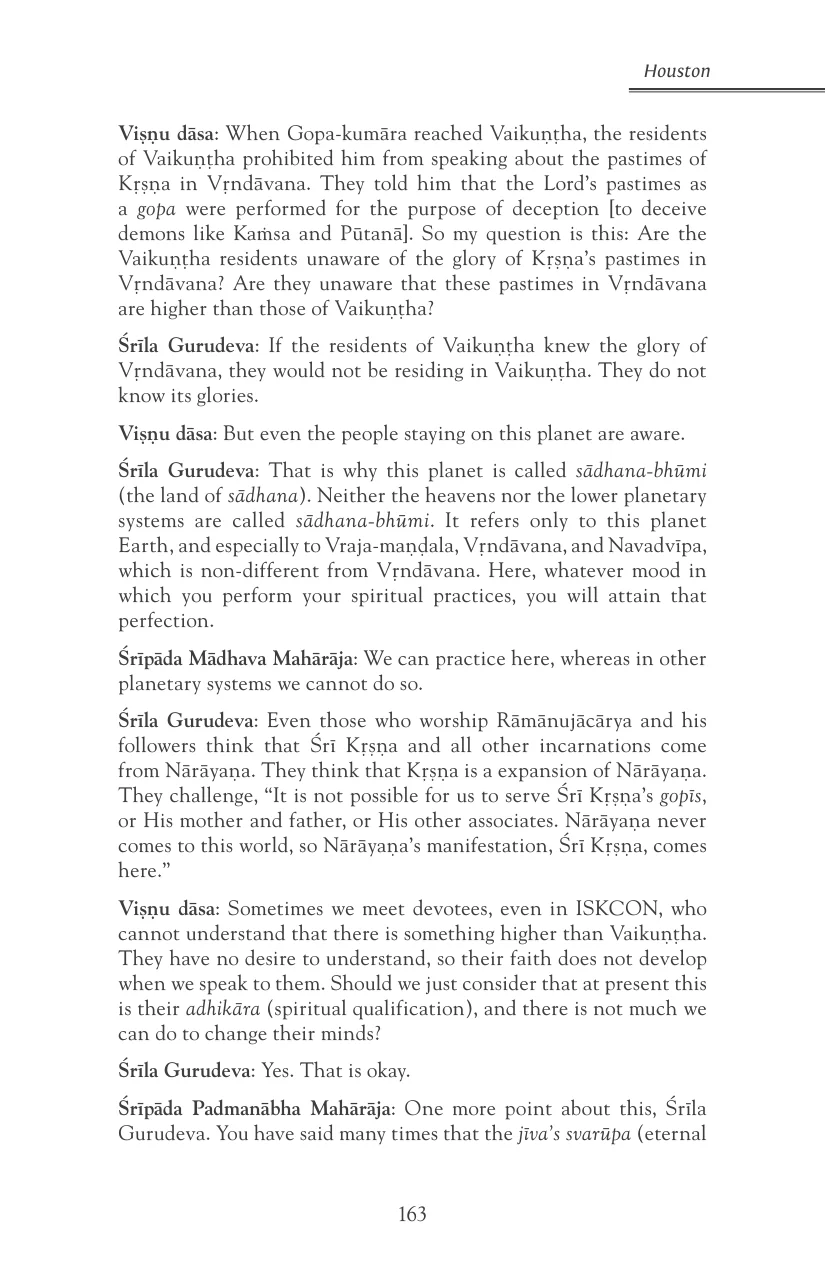 Houston
Viṣṇu dāsa: When Gopa-kumāra reached Vaikuṇṭha, the residents
of Vaikuṇṭha prohibited him from speaking about the pastimes of
Kṛṣṇa in Vṛndāvana. They told him that the Lord’s pastimes as
a gopa were performed for the purpose of deception [to deceive
demons like Kaṁsa and Pūtanā]. So my question is this: Are the
Vaikuṇṭha residents unaware of the glory of Kṛṣṇa’s pastimes in
Vṛndāvana? Are they unaware that these pastimes in Vṛndāvana
are higher than those of Vaikuṇṭha?
Śrīla Gurudeva: If the residents of Vaikuṇṭha knew the glory of
Vṛndāvana, they would not be residing in Vaikuṇṭha. They do not
know its glories.
Viṣṇu dāsa: But even the people staying on this planet are aware.
Śrīla Gurudeva: That is why this planet is called sādhana-bhūmi
(the land of sādhana). Neither the heavens nor the lower planetary
systems are called sādhana-bhūmi. It refers only to this planet
Earth, and especially to Vraja-maṇḍala, Vṛndāvana, and Navadvīpa,
which is non-different from Vṛndāvana. Here, whatever mood in
which you perform your spiritual practices, you will attain that
perfection.
Śrīpāda Mādhava Mahārāja: We can practice here, whereas in other
planetary systems we cannot do so.
Śrīla Gurudeva: Even those who worship Rāmānujācārya and his
followers think that Śrī Kṛṣṇa and all other incarnations come
from Nārāyaṇa. They think that Kṛṣṇa is a expansion of Nārāyaṇa.
They challenge, “It is not possible for us to serve Śrī Kṛṣṇa’s gopīs,
or His mother and father, or His other associates. Nārāyaṇa never
comes to this world, so Nārāyaṇa’s manifestation, Śrī Kṛṣṇa, comes
here.”
Viṣṇu dāsa: Sometimes we meet devotees, even in ISKCON, who
cannot understand that there is something higher than Vaikuṇṭha.
They have no desire to understand, so their faith does not develop
when we speak to them. Should we just consider that at present this
is their adhikāra (spiritual qualification), and there is not much we
can do to change their minds?
Śrīla Gurudeva: Yes. That is okay.
Śrīpāda Padmanābha Mahārāja: One more point about this, Śrīla
Gurudeva. You have said many times that the jīva’s svarūpa (eternal
163